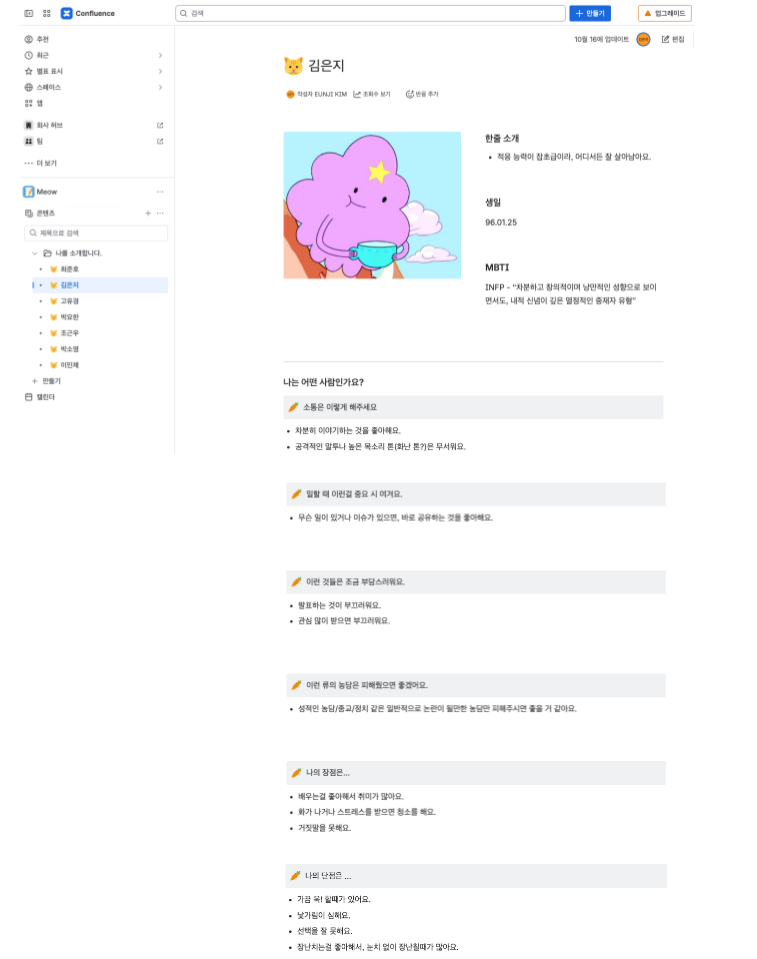 Confluence
검색
만들기
업그레이드
추천
최근
별표 표시
스페이스
앱
회사 허브
팀
더 보기
Meow
콘텐츠
제목으로 검색
나를 소개합니다.
최준호
김은지
고유경
박요한
조근우
박소영
이민제
만들기
캘린더
10월 16에 업데이트
편집
김은지
작성자 EUNJI KIM
조회수 보기
반응 추가
한줄 소개
적응 능력이 잡초급이라, 어디서든 잘 살아남아요.
생일
96.01.25
MBTI
INFP - “차분하고 창의적이며 낭만적인 성향으로 보이
면서도, 내적 신념이 깊은 열정적인 중재자 유형”
나는 어떤 사람인가요?
소통은 이렇게 해주세요
차분히 이야기하는 것을 좋아해요.
공격적인 말투나 높은 목소리 톤(화난 톤?)은 무서워요.
일할 때 이런걸 중요 시 여겨요.
무슨 일이 있거나 이슈가 있으면, 바로 공유하는 것을 좋아해요.
이런 것들은 조금 부담스러워요.
발표하는 것이 부끄러워요.
관심 많이 받으면 부끄러워요.
이런 류의 농담은 피해줬으면 좋겠어요.
성적인 농담/종교/정치 같은 일반적으로 논란이 될만한 농담만 피해주시면 좋을 거 같아요.
나의 장점은...
배우는걸 좋아해서 취미가 많아요.
화가 나거나 스트레스를 받으면 청소를 해요.
거짓말을 못해요.
나의 단점은 ...
가끔 욱! 할때가 있어요.
낯가림이 심해요.
선택을 잘 못해요.
장난치는걸 좋아해서, 눈치 없이 장난칠때가 많아요.